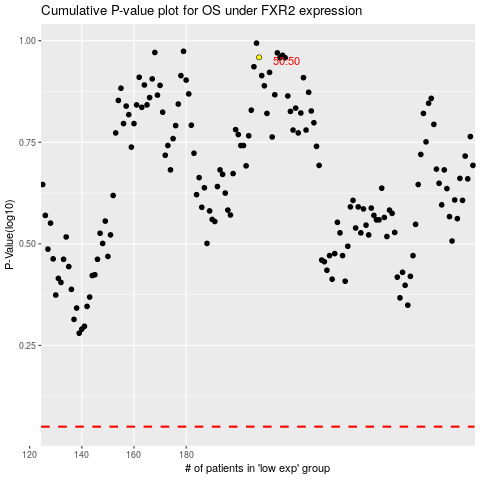 Cumulative P-value plot for OS under FXR2 expression
P-Value(log10)
1.00
0.75
0.50
0.25
50.50
120 140 160 180
# of patients in 'low exp' group